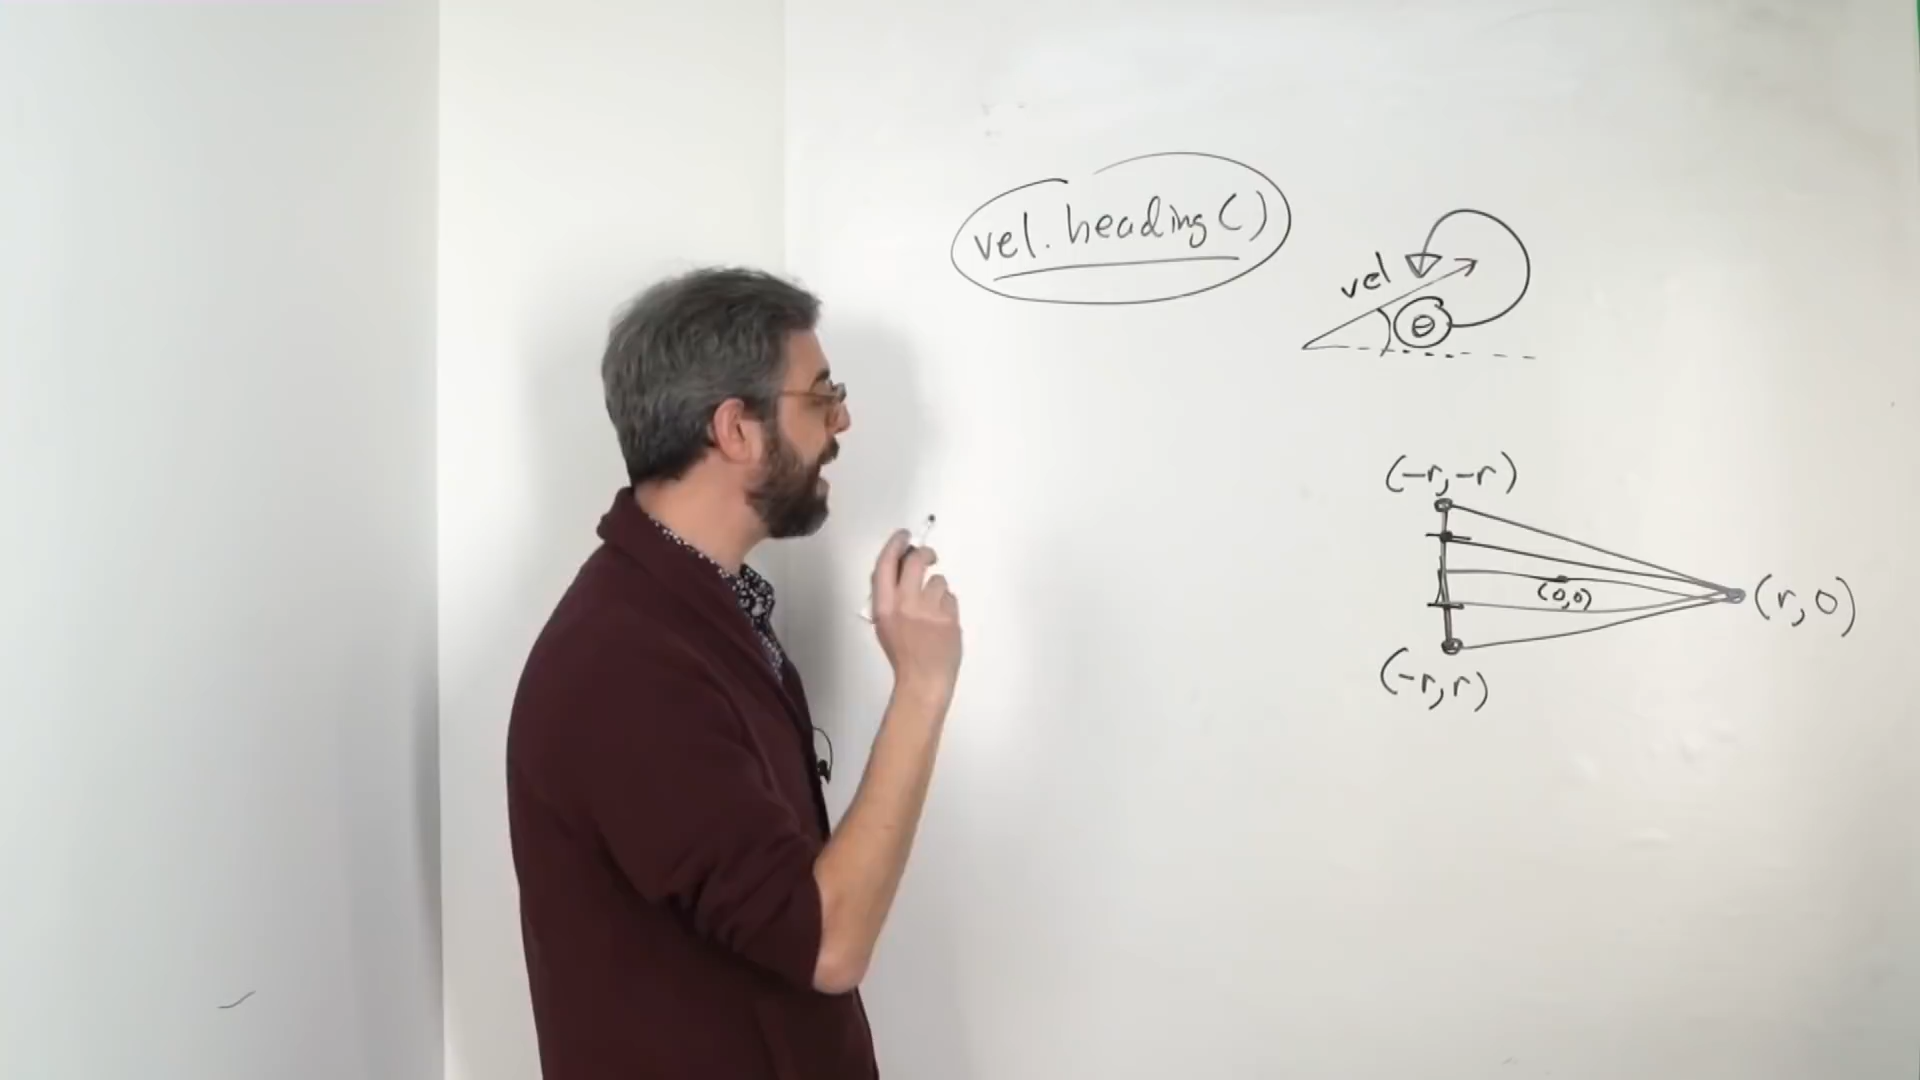 vel. heading()
vel
θ
(-r,-r)
(0,0)
(r,0)
(-r,r)